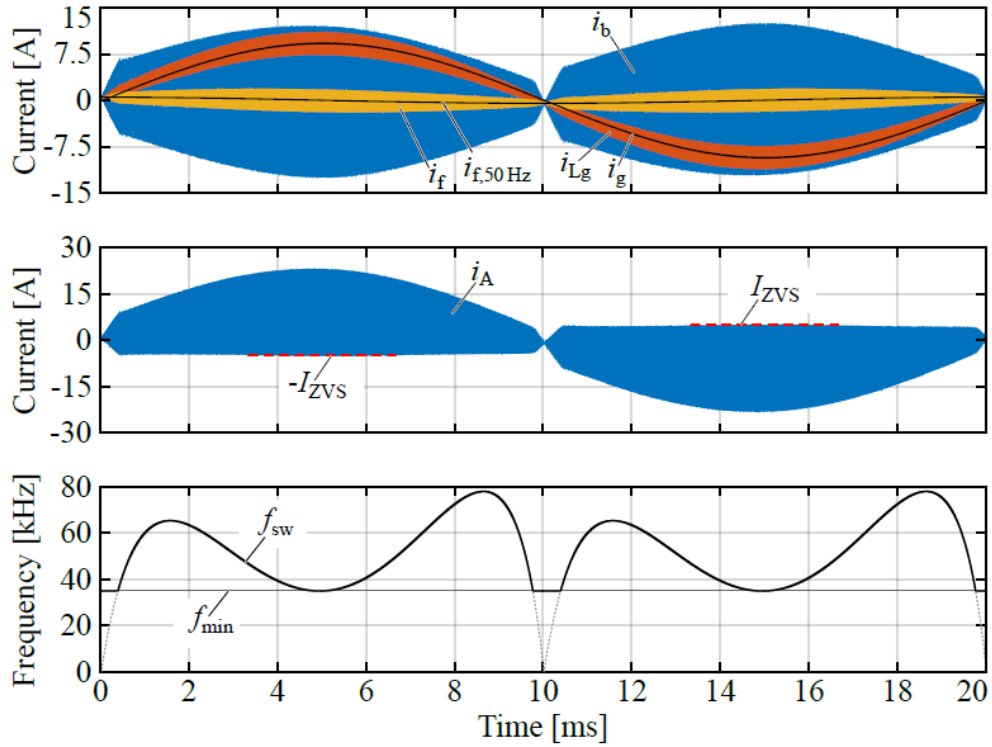 Current [A]
15
7.5
0
-7.5
-15
i_b
i_f
i_f,50 Hz
i_Lg
i_g
Current [A]
30
15
0
-15
-30
i_A
I_ZVS
-I_ZVS
Frequency [kHz]
80
60
40
20
0
f_sw
f_min
0 2 4 6 8 10 12 14 16 18 20
Time [ms]